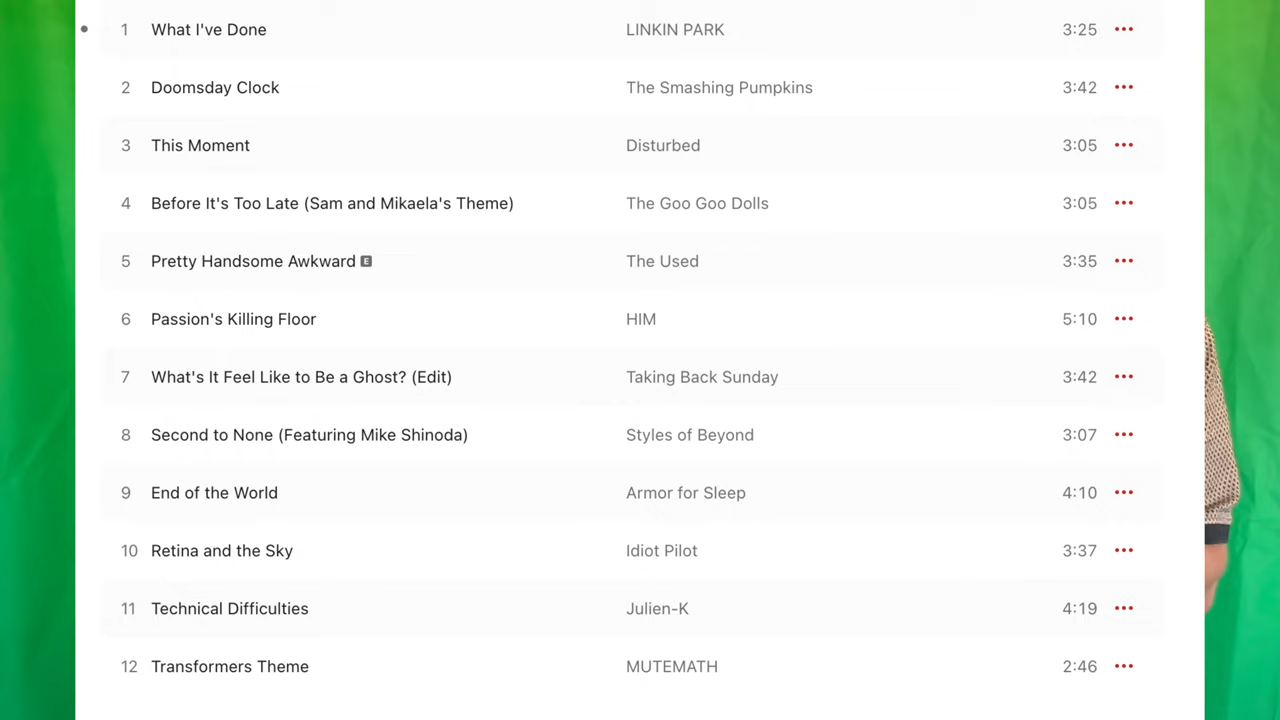 1 What I've Done LINKIN PARK 3:25
2 Doomsday Clock The Smashing Pumpkins 3:42
3 This Moment Disturbed 3:05
4 Before It's Too Late (Sam and Mikaela's Theme) The Goo Goo Dolls 3:05
5 Pretty Handsome Awkward E The Used 3:35
6 Passion's Killing Floor HIM 5:10
7 What's It Feel Like to Be a Ghost? (Edit) Taking Back Sunday 3:42
8 Second to None (Featuring Mike Shinoda) Styles of Beyond 3:07
9 End of the World Armor for Sleep 4:10
10 Retina and the Sky Idiot Pilot 3:37
11 Technical Difficulties Julien-K 4:19
12 Transformers Theme MUTEMATH 2:46